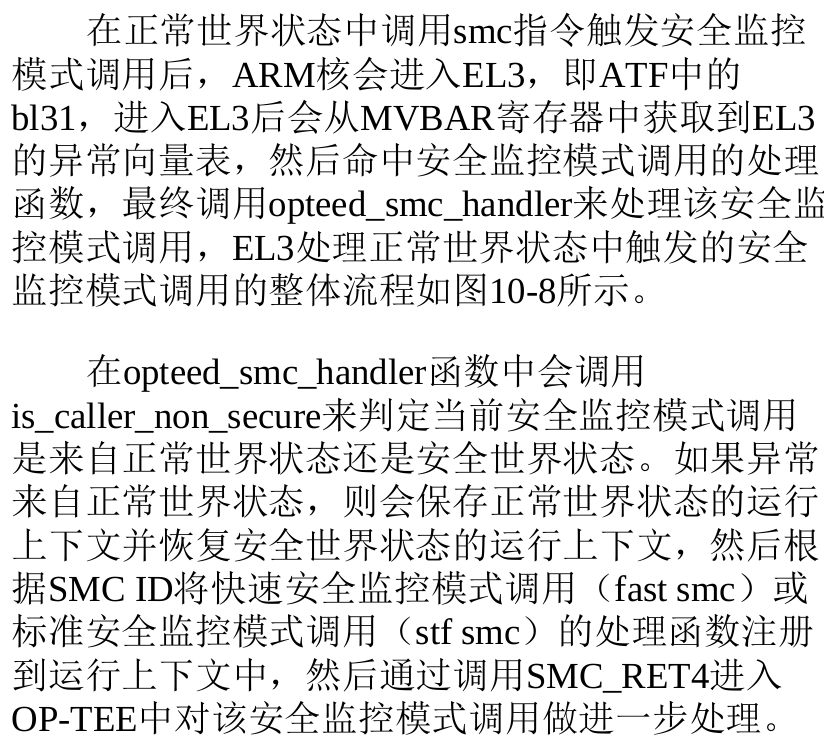 在正常世界状态中调用smc指令触发安全监控
模式调用后，ARM核会进入EL3，即ATF中的
bl31，进入EL3后会从MVBAR寄存器中获取到EL3
的异常向量表，然后命中安全监控模式调用的处理
函数，最终调用opteed_smc_handler来处理该安全监
控模式调用，EL3处理正常世界状态中触发的安全
监控模式调用的整体流程如图10-8所示。
在opteed_smc_handler函数中会调用
is_caller_non_secure来判定当前安全监控模式调用
是来自正常世界状态还是安全世界状态。如果异常
来自正常世界状态，则会保存正常世界状态的运行
上下文并恢复安全世界状态的运行上下文，然后根
据SMC ID将快速安全监控模式调用（fast smc）或
标准安全监控模式调用（stf smc）的处理函数注册
到运行上下文中，然后通过调用SMC_RET4进入
OP-TEE中对该安全监控模式调用做进一步处理。